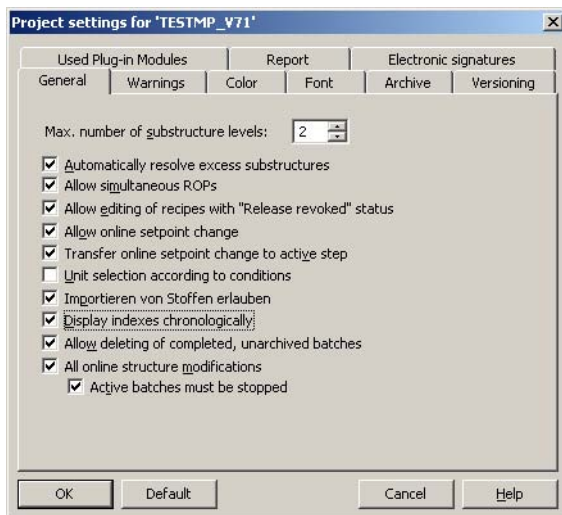 Project settings for 'TESTMP_V71'
Used Plug-in Modules
Report
Electronic signatures
General
Warnings
Color
Font
Archive
Versioning
Max. number of substructure levels: 2
Automatically resolve excess substructures
Allow simultaneous ROPs
Allow editing of recipes with "Release revoked" status
Allow online setpoint change
Transfer online setpoint change to active step
Unit selection according to conditions
Importieren von Stoffen erlauben
Display indexes chronologically
Allow deleting of completed, unarchived batches
All online structure modifications
Active batches must be stopped
OK
Default
Cancel
Help